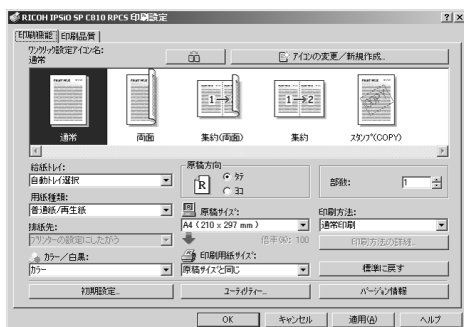 RICOH IPSiO SP C810 RPCS 印刷設定
印刷機能 印刷品質
ワンクリック設定アイコン名:
通常
アイコンの変更/新規作成...
1→2 1→2
通常 両面 集約(両面) 集約 スタンプ(COPY)
給紙トレイ:
自動トレイ選択
原稿方向
R
タテ
ヨコ
部数: 1
用紙種類:
普通紙/再生紙
原稿サイズ:
A4 (210 x 297 mm)
印刷方法:
通常印刷
排紙先:
プリンターの設定にしたがう
倍率(%): 100
印刷方法の詳細...
カラー/白黒:
カラー
印刷用紙サイズ:
原稿サイズと同じ
標準に戻す
初期設定... ユーティリティー... バージョン情報
OK キャンセル 適用(A) ヘルプ